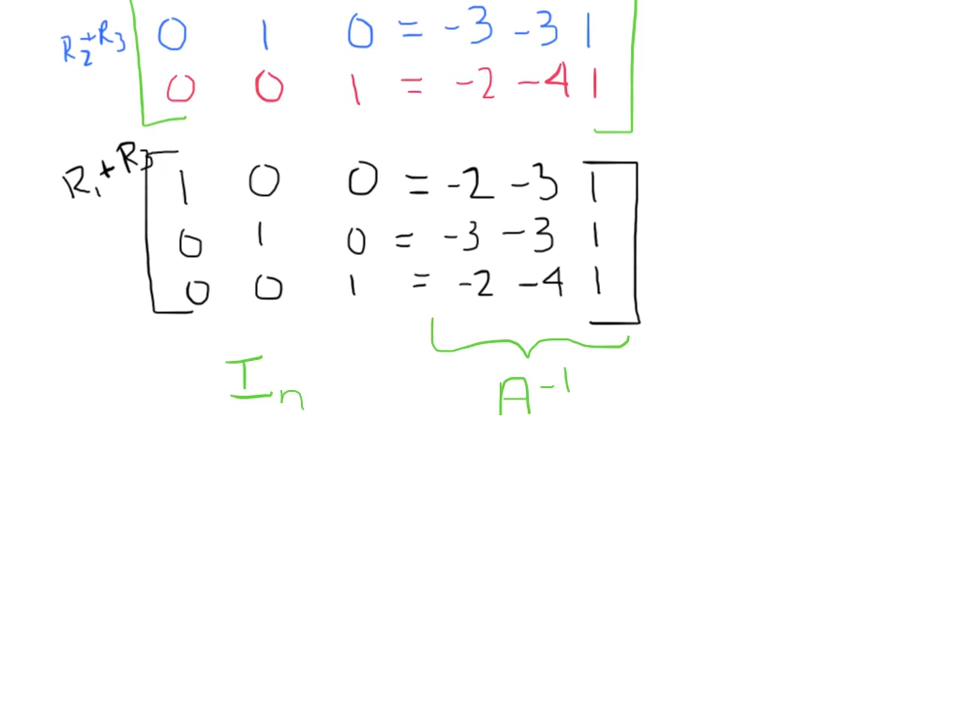 R2+R3 0 1 0 = -3 -3 1
0 0 1 = -2 -4 1
R1+R3 1 0 0 = -2 -3 1
0 1 0 = -3 -3 1
0 0 1 = -2 -4 1
In A⁻¹